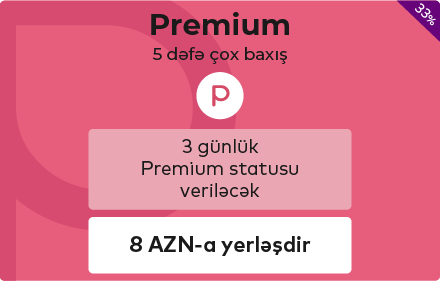 33%
Premium
5 dəfə çox baxış
P
3 günlük
Premium statusu
veriləcək
8 AZN-a yerləşdir